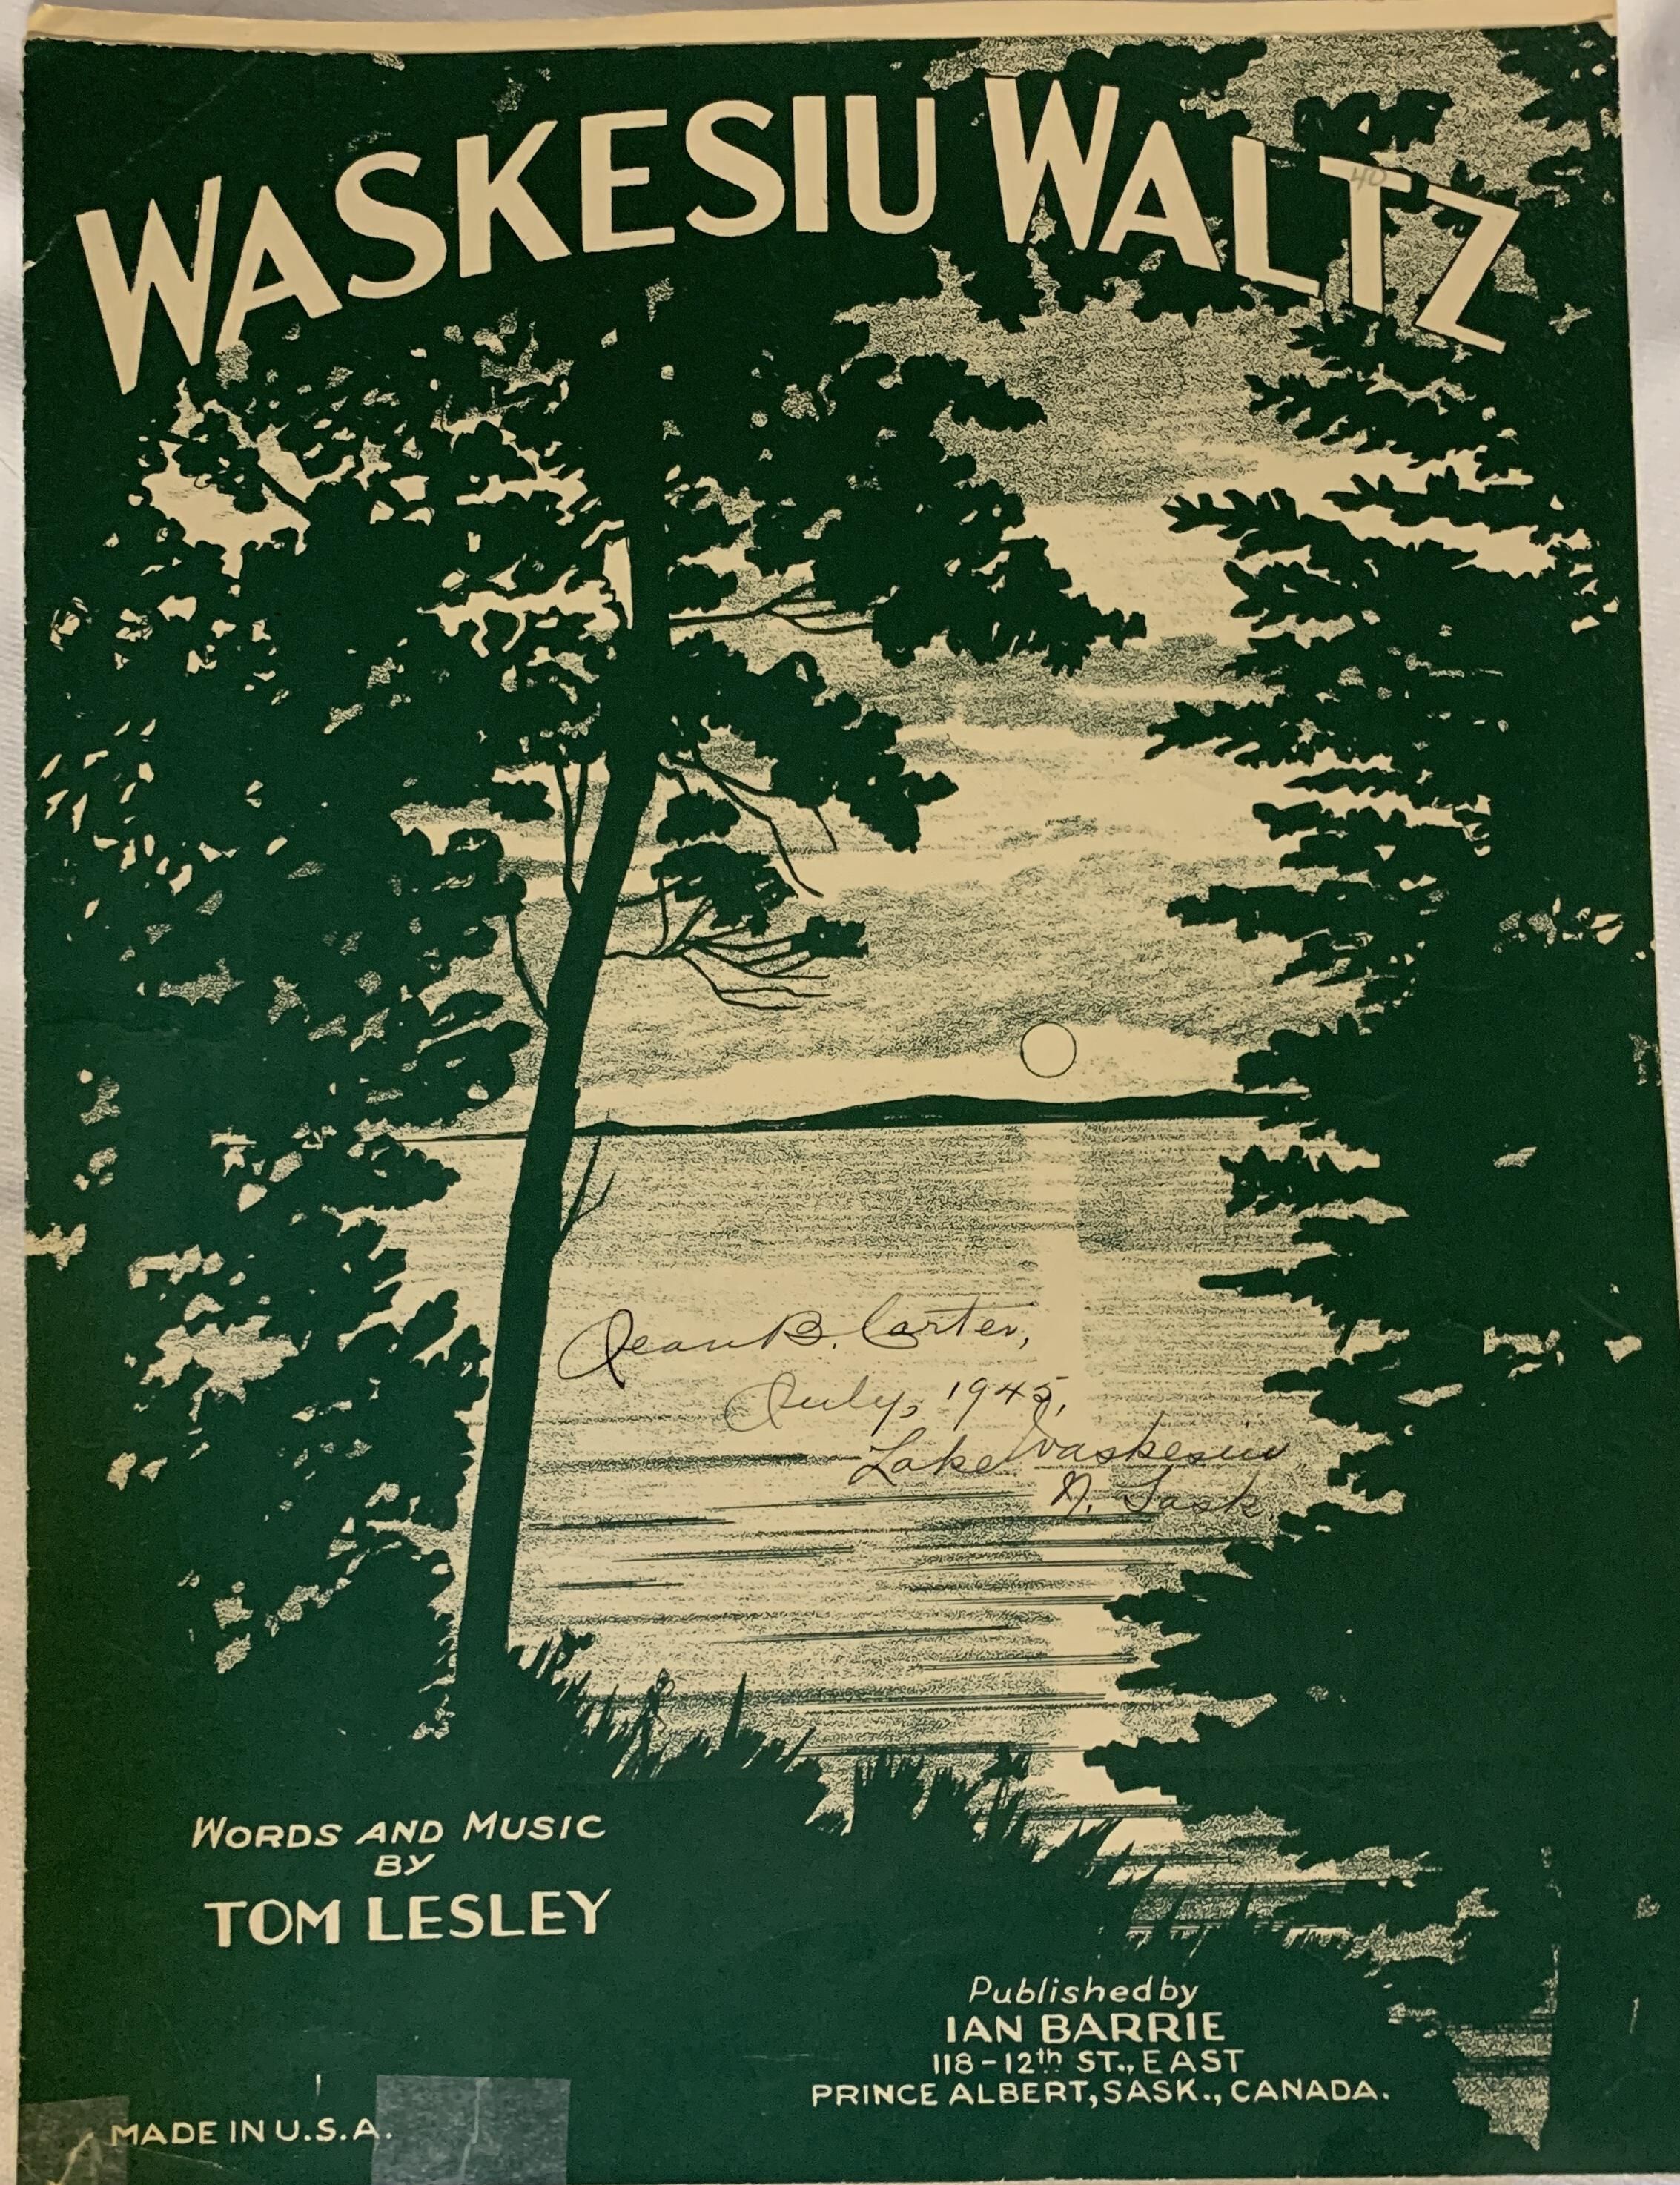 WASKESIU WALTZ
40
Jean B. Carter,
July, 1945,
Lake Waskesiu,
N. Sask.
WORDS AND MUSIC
BY
TOM LESLEY
Published by
IAN BARRIE
118-12th ST., EAST
PRINCE ALBERT, SASK., CANADA.
MADE IN U.S.A.